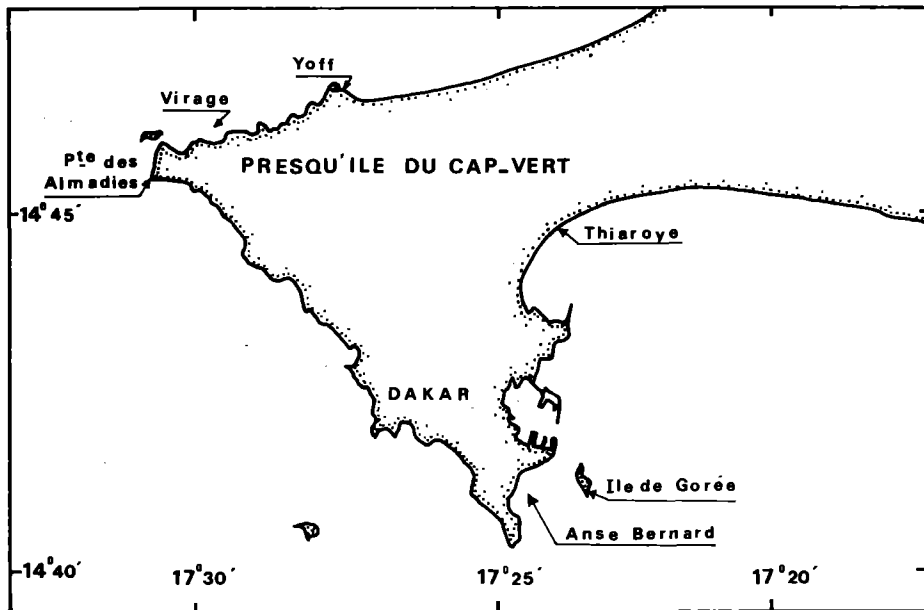 Yoff
Virage
Pte des
Almadies
PRESQU'ILE DU CAP_VERT
14°45'
Thiaroye
DAKAR
Ile de Gorée
Anse Bernard
14°40'
17°30'
17°25'
17°20'